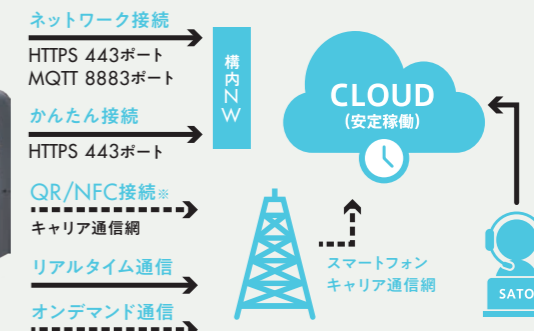 ネットワーク接続
HTTPS 443ポート
MQTT 8883ポート
かんたん接続
HTTPS 443ポート
QR/NFC接続※
キャリア通信網
リアルタイム通信
オンデマンド通信
構内NW
CLOUD
(安定稼働)
スマートフォン
キャリア通信網
SATO